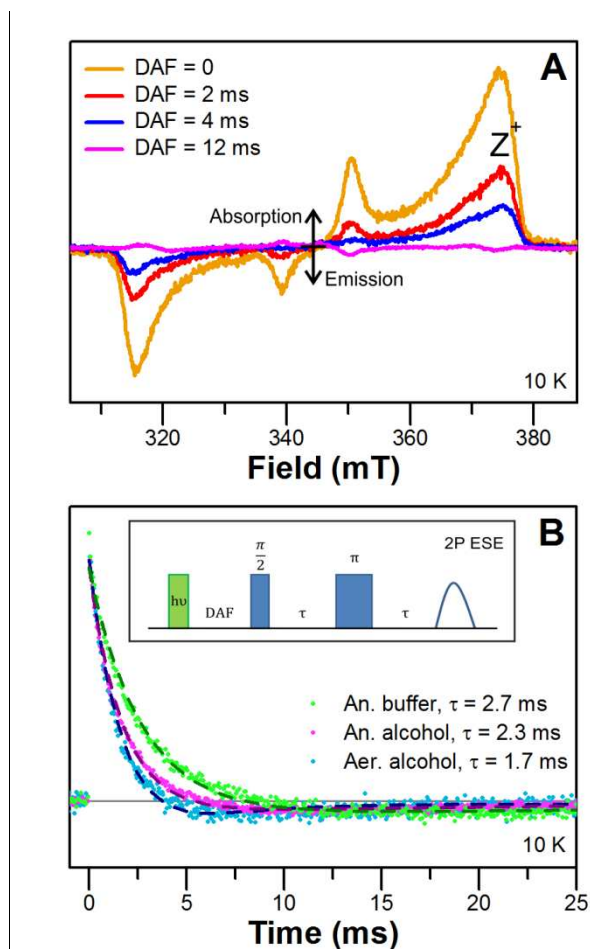 A
DAF = 0
DAF = 2 ms
DAF = 4 ms
DAF = 12 ms
Z+
Absorption
Emission
10 K
320 340 360 380
Field (mT)
B
2P ESE
π/2 π
hυ DAF τ τ
An. buffer, τ = 2.7 ms
An. alcohol, τ = 2.3 ms
Aer. alcohol, τ = 1.7 ms
10 K
0 5 10 15 20 25
Time (ms)